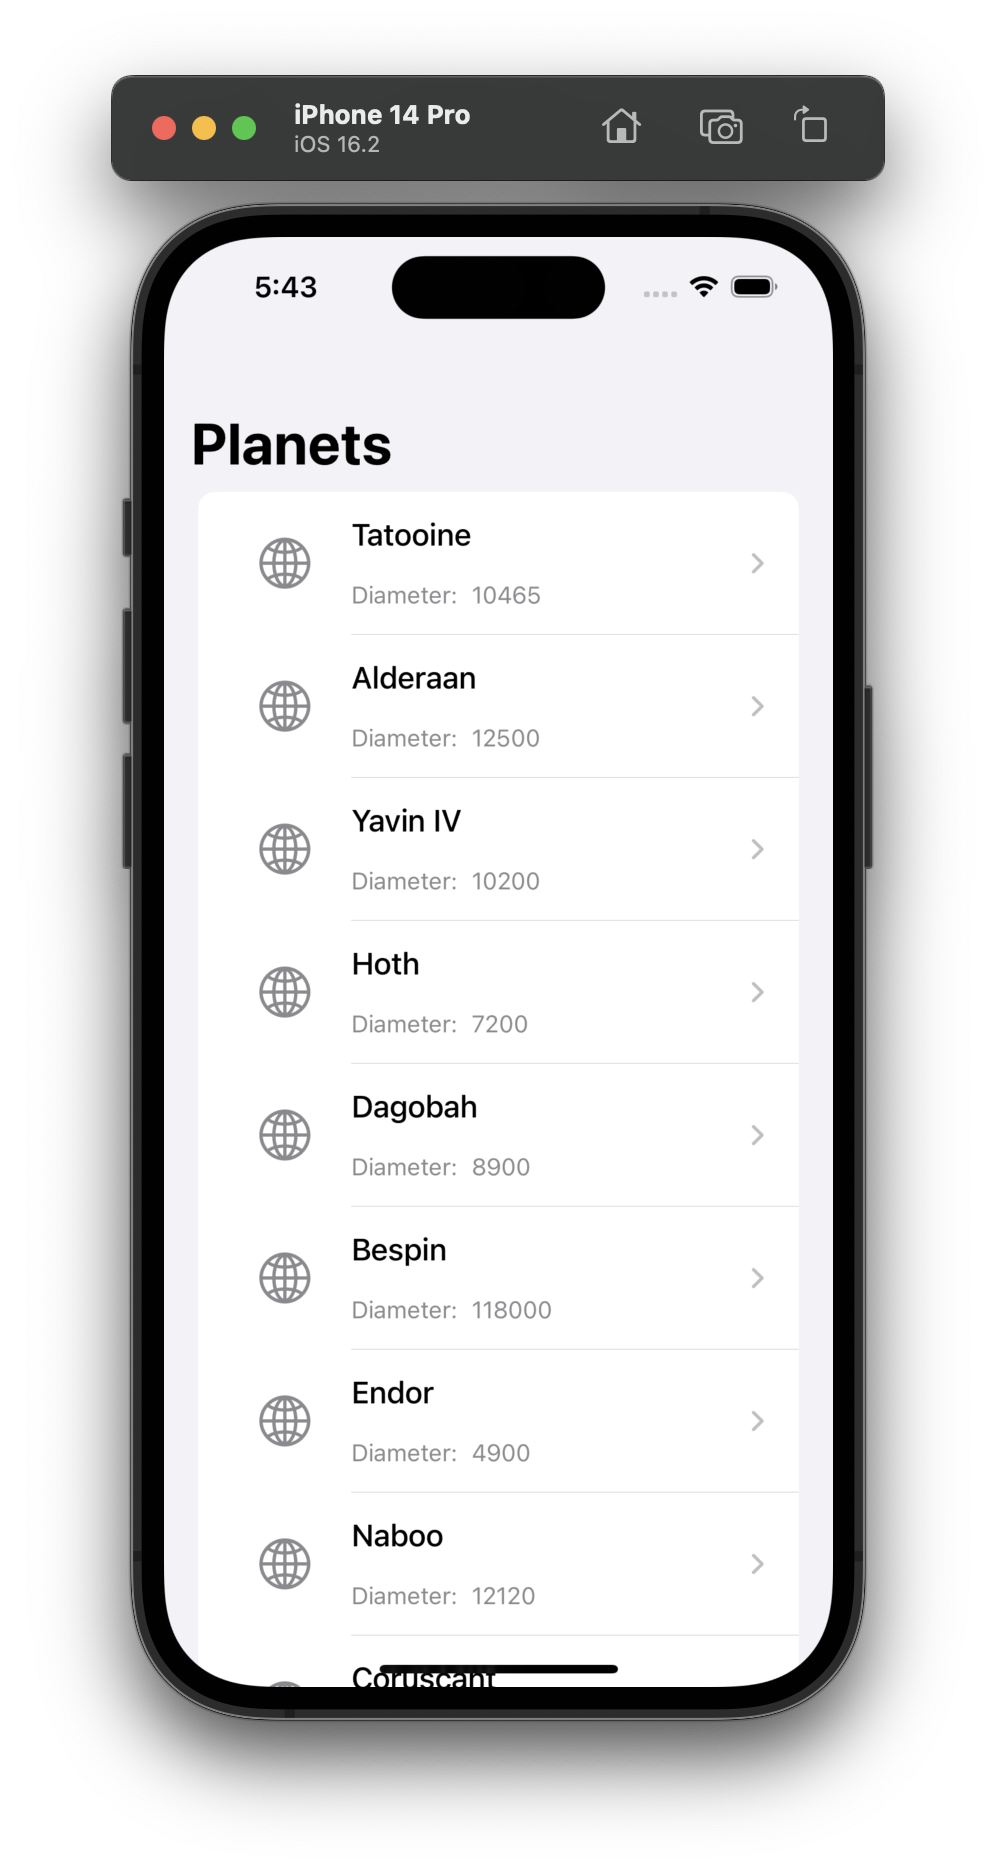 iPhone 14 Pro
iOS 16.2
5:43
Planets
Tatooine
Diameter: 10465
Alderaan
Diameter: 12500
Yavin IV
Diameter: 10200
Hoth
Diameter: 7200
Dagobah
Diameter: 8900
Bespin
Diameter: 118000
Endor
Diameter: 4900
Naboo
Diameter: 12120
Coruscant